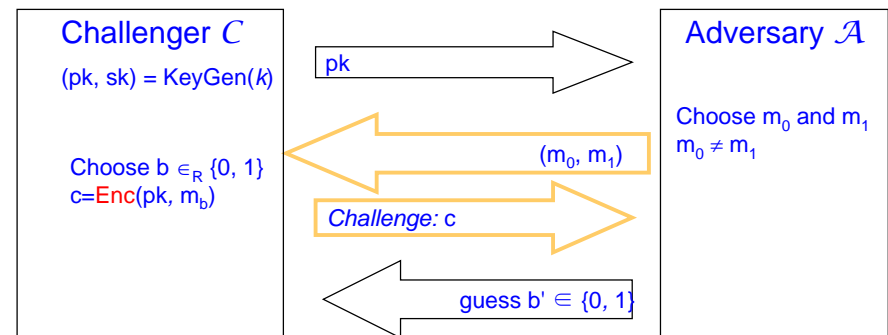 Challenger C
(pk, sk) = KeyGen(k)
Choose b ∈R {0, 1}
c=Enc(pk, mb)
pk
(m0, m1)
Challenge: c
guess b' ∈ {0, 1}
Adversary A
Choose m0 and m1
m0 ≠ m1